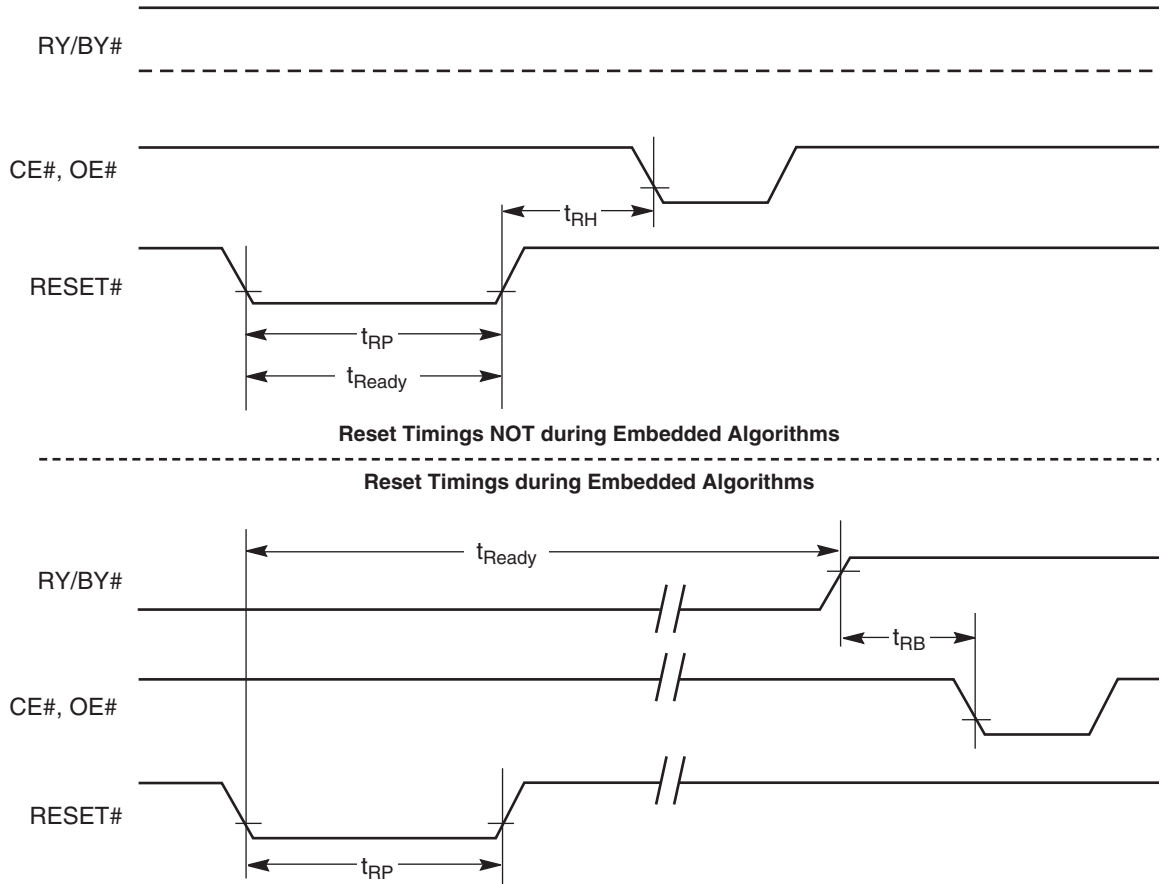 RY/BY#
CE#, OE#
tRH
RESET#
tRP
tReady
Reset Timings NOT during Embedded Algorithms
Reset Timings during Embedded Algorithms
tReady
RY/BY#
tRB
CE#, OE#
RESET#
tRP